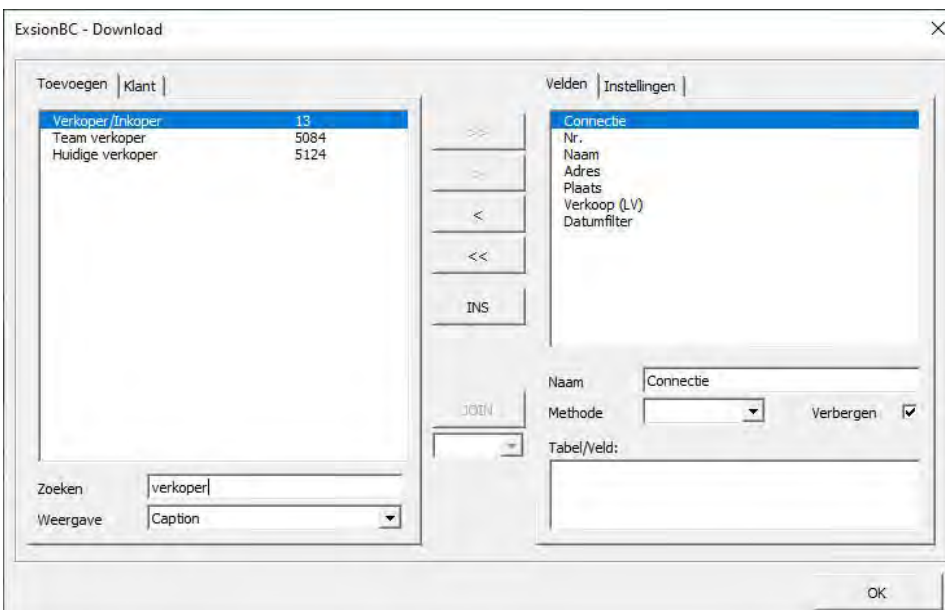 ExsionBC - Download
Toevoegen Klant
Verkoper/Inkoper 13
Team verkoper 5084
Huidige verkoper 5124
Zoeken verkoper
Weergave Caption
>>
>
<
<<
INS
JOIN
Velden Instellingen
Connectie
Nr.
Naam
Adres
Plaats
Verkoop (LV)
Datumfilter
Naam Connectie
Methode Verbergen
Tabel/Veld:
OK